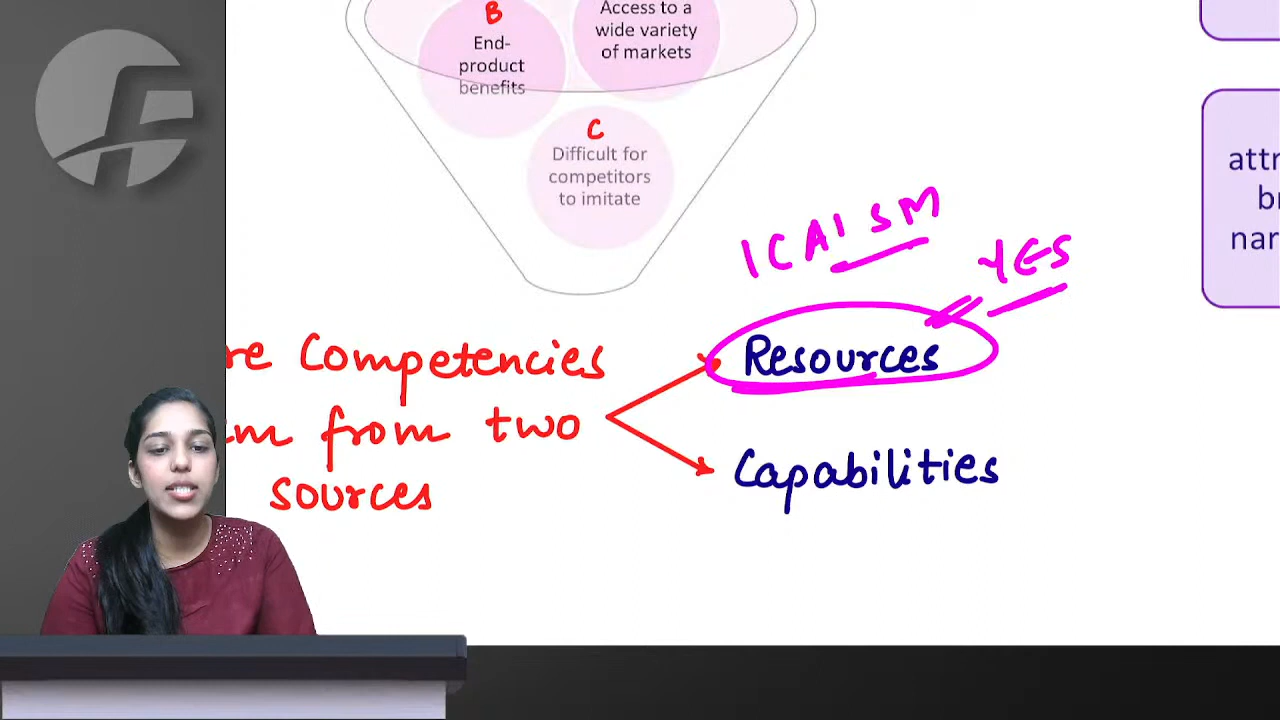 B
End-
product
benefits
Access to a
wide variety
of markets
C
Difficult for
competitors
to imitate
ICAI SM
YES
re Competencies
m from two
sources
Resources
Capabilities
attr
br
nar